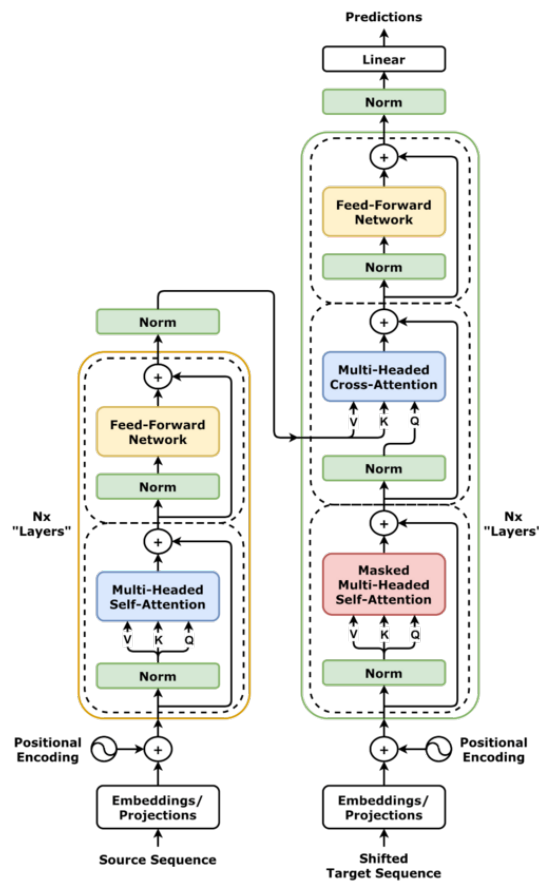 Predictions
Linear
Norm
+
Feed-Forward
Network
Norm
+
Multi-Headed
Cross-Attention
V K Q
Norm
+
Masked
Multi-Headed
Self-Attention
V K Q
Norm
Nx
"Layers"
+
Positional
Encoding
Embeddings/
Projections
Shifted
Target Sequence
Norm
+
Feed-Forward
Network
Norm
+
Multi-Headed
Self-Attention
V K Q
Norm
Nx
"Layers"
+
Positional
Encoding
Embeddings/
Projections
Source Sequence